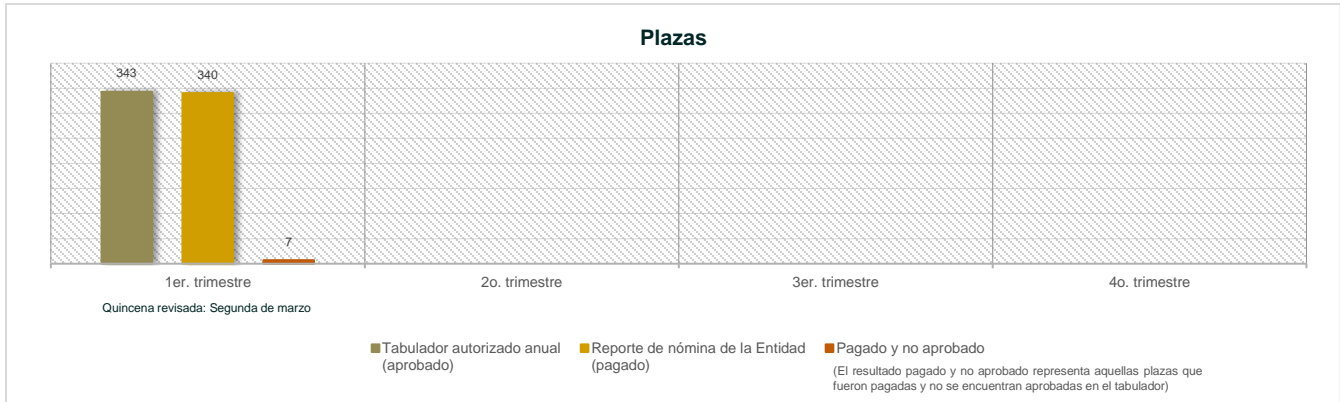 Plazas
343
340
7
1er. trimestre
2o. trimestre
3er. trimestre
4o. trimestre
Quincena revisada: Segunda de marzo
Tabulador autorizado anual
(aprobado)
Reporte de nómina de la Entidad
(pagado)
Pagado y no aprobado
(El resultado pagado y no aprobado representa aquellas plazas que
fueron pagadas y no se encuentran aprobadas en el tabulador)